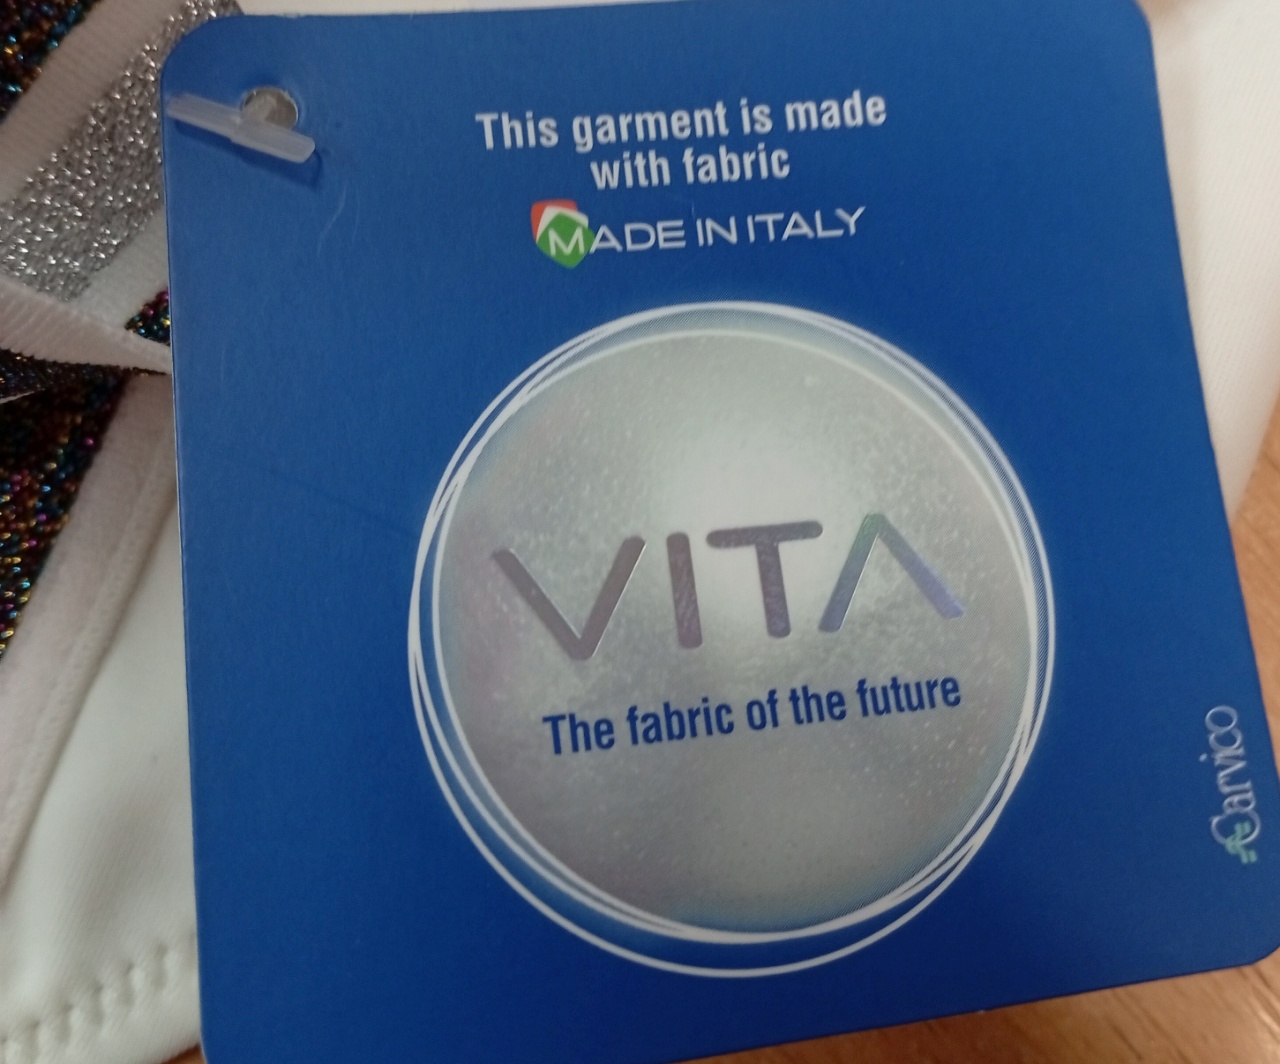 This garment is made
with fabric
MADE IN ITALY
VITA
The fabric of the future
Carvico